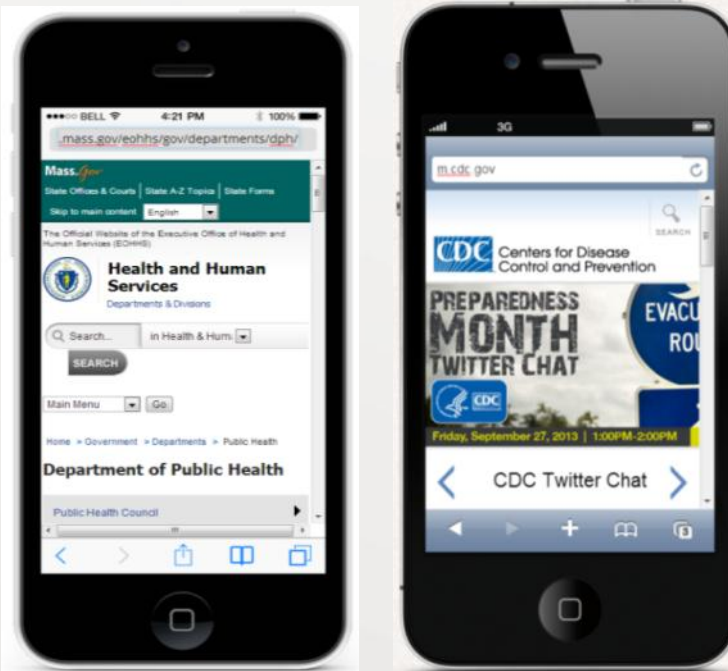 BELL 4:21 PM 100%
.mass.gov/eohhs/gov/departments/dph/
Mass.Gov
State Offices & Courts State A-Z Topics State Forms
Skip to main content English
The Official Website of the Executive Office of Health and
Human Services (EOHHS)
Health and Human
Services
Departments & Divisions
Search... in Health & Hum
SEARCH
Main Menu Go
Home > Government > Departments > Public Health
Department of Public Health
Public Health Council
3G
m.cdc.gov
SEARCH
CDC Centers for Disease
Control and Prevention
PREPAREDNESS
MONTH
TWITTER CHAT
EVACU
ROU
CDC
Friday, September 27, 2013 | 1:00PM-2:00PM
CDC Twitter Chat